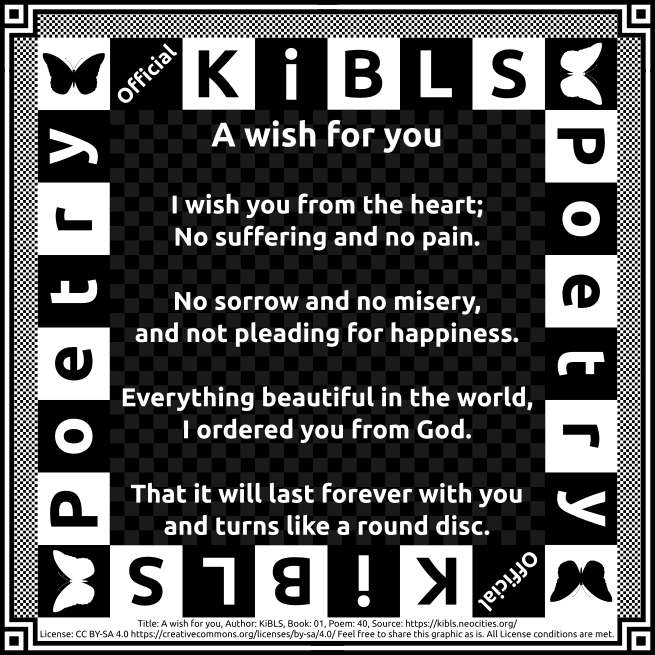 Official KiBLS
Poetry
Poetry
A wish for you
I wish you from the heart;
No suffering and no pain.
No sorrow and no misery,
and not pleading for happiness.
Everything beautiful in the world,
I ordered you from God.
That it will last forever with you
and turns like a round disc.
Official KiBLS
Title: A wish for you, Author: KiBLS, Book: 01, Poem: 40, Source: https://kibls.neocities.org/
License: CC BY-SA 4.0 https://creativecommons.org/licenses/by-sa/4.0/ Feel free to share this graphic as is. All License conditions are met.